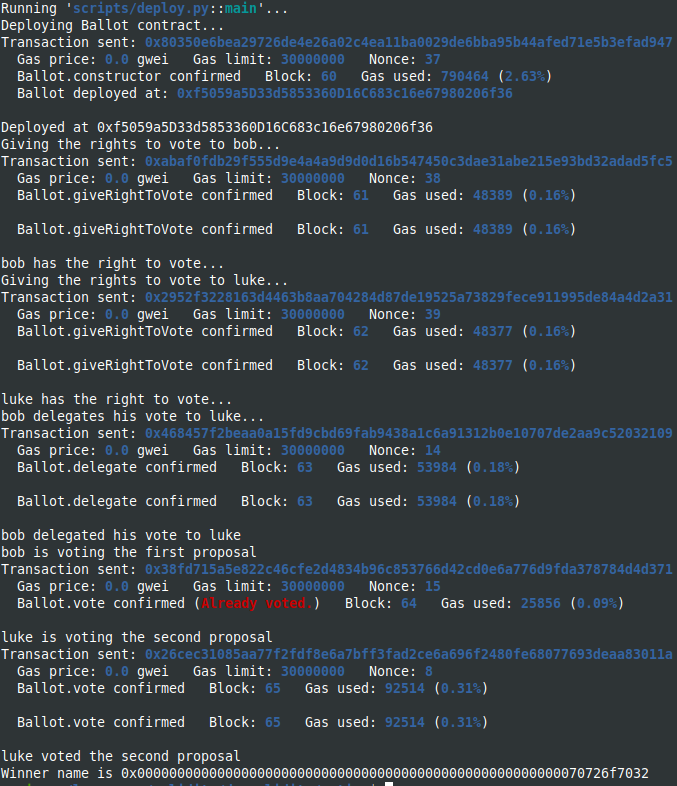 Running 'scripts/deploy.py::main'...
Deploying Ballot contract...
Transaction sent: 0x80350e6bea29726de4e26a02c4ea11ba0029de6bba95b44afed71e5b3efad947
Gas price: 0.0 gwei   Gas limit: 30000000   Nonce: 37
Ballot.constructor confirmed   Block: 60   Gas used: 790464 (2.63%)
Ballot deployed at: 0xf5059a5D33d5853360D16C683c16e67980206f36
Deployed at 0xf5059a5D33d5853360D16C683c16e67980206f36
Giving the rights to vote to bob...
Transaction sent: 0xabaf0fdb29f555d9e4a4a9d9d0d16b547450c3dae31abe215e93bd32adad5fc5
Gas price: 0.0 gwei   Gas limit: 30000000   Nonce: 38
Ballot.giveRightToVote confirmed   Block: 61   Gas used: 48389 (0.16%)
Ballot.giveRightToVote confirmed   Block: 61   Gas used: 48389 (0.16%)
bob has the right to vote...
Giving the rights to vote to luke...
Transaction sent: 0x2952f3228163d4463b8aa704284d87de19525a73829fece911995de84a4d2a31
Gas price: 0.0 gwei   Gas limit: 30000000   Nonce: 39
Ballot.giveRightToVote confirmed   Block: 62   Gas used: 48377 (0.16%)
Ballot.giveRightToVote confirmed   Block: 62   Gas used: 48377 (0.16%)
luke has the right to vote...
bob delegates his vote to luke...
Transaction sent: 0x468457f2beaa0a15fd9cbd69fab9438a1c6a91312b0e10707de2aa9c52032109
Gas price: 0.0 gwei   Gas limit: 30000000   Nonce: 14
Ballot.delegate confirmed   Block: 63   Gas used: 53984 (0.18%)
Ballot.delegate confirmed   Block: 63   Gas used: 53984 (0.18%)
bob delegated his vote to luke
bob is voting the first proposal
Transaction sent: 0x38fd715a5e822c46cfe2d4834b96c853766d42cd0e6a776d9fda378784d4d371
Gas price: 0.0 gwei   Gas limit: 30000000   Nonce: 15
Ballot.vote confirmed (Already voted.)   Block: 64   Gas used: 25856 (0.09%)
luke is voting the second proposal
Transaction sent: 0x26cec31085aa77f2fdf8e6a7bff3fad2ce6a696f2480fe68077693deaa83011a
Gas price: 0.0 gwei   Gas limit: 30000000   Nonce: 8
Ballot.vote confirmed   Block: 65   Gas used: 92514 (0.31%)
Ballot.vote confirmed   Block: 65   Gas used: 92514 (0.31%)
luke voted the second proposal
Winner name is 0x00000000000000000000000000000000000000000000000000000070726f7032